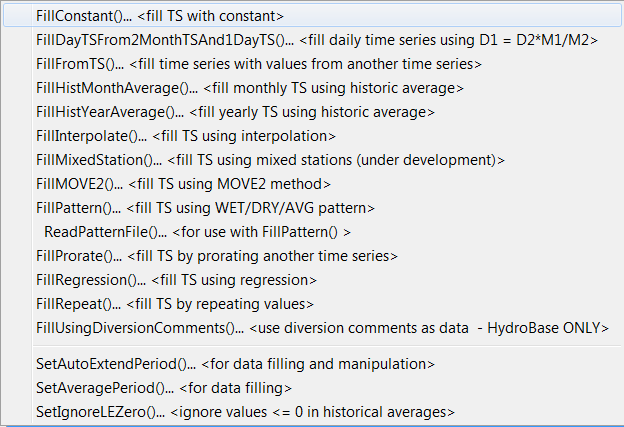 FillConstant()... <fill TS with constant>
FillDayTSFrom2MonthTSAnd1DayTS()... <fill daily time series using D1 = D2*M1/M2>
FillFromTS()... <fill time series with values from another time series>
FillHistMonthAverage()... <fill monthly TS using historic average>
FillHistYearAverage()... <fill yearly TS using historic average>
FillInterpolate()... <fill TS using interpolation>
FillMixedStation()... <fill TS using mixed stations (under development)>
FillMOVE2()... <fill TS using MOVE2 method>
FillPattern()... <fill TS using WET/DRY/AVG pattern>
ReadPatternFile()... <for use with FillPattern() >
FillProrate()... <fill TS by prorating another time series>
FillRegression()... <fill TS using regression>
FillRepeat()... <fill TS by repeating values>
FillUsingDiversionComments()... <use diversion comments as data  - HydroBase ONLY>
SetAutoExtendPeriod()... <for data filling and manipulation>
SetAveragePeriod()... <for data filling>
SetIgnoreLEZero()... <ignore values <= 0 in historical averages>